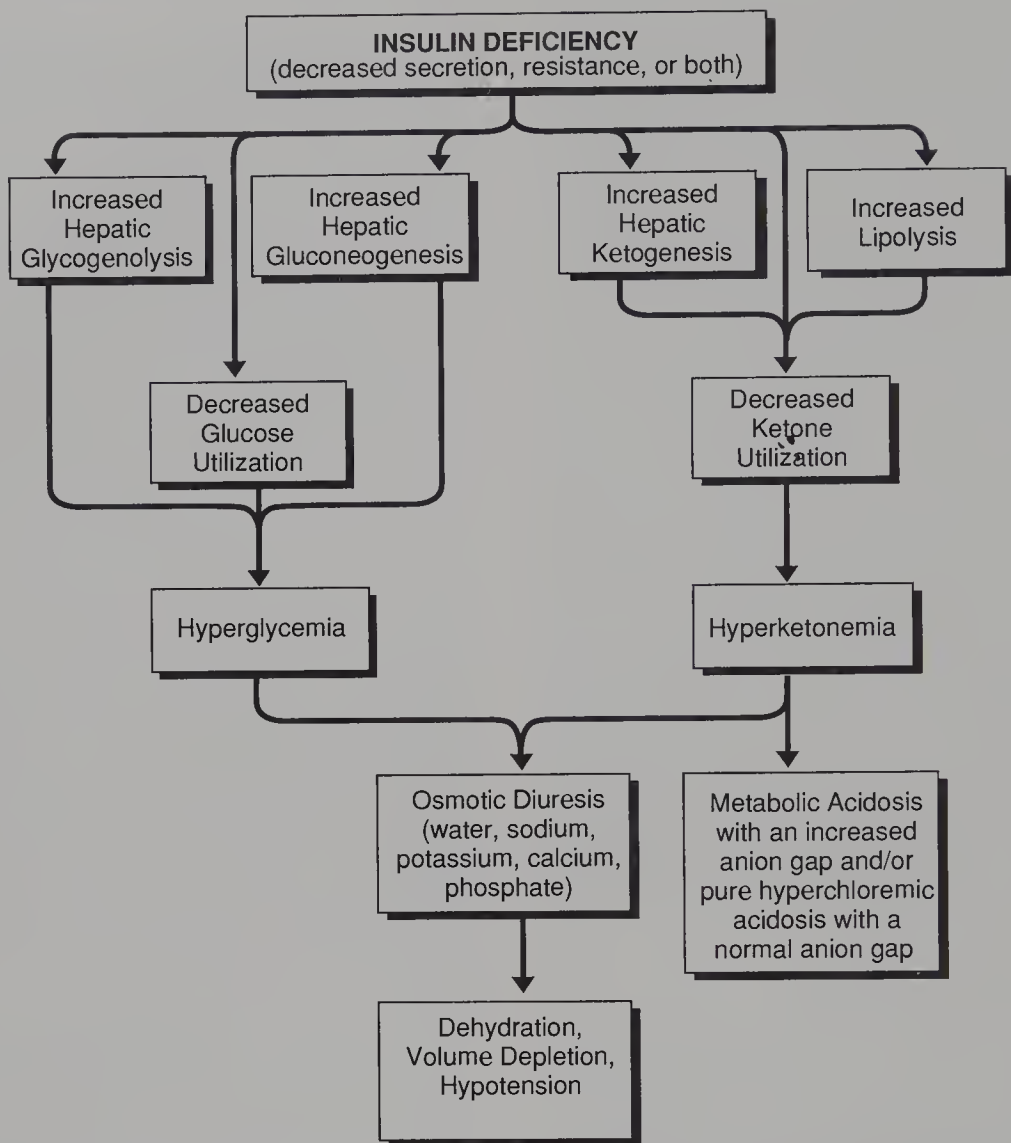 INSULIN DEFICIENCY
(decreased secretion, resistance, or both)
Increased
Hepatic
Glycogenolysis
Increased
Hepatic
Gluconeogenesis
Increased
Hepatic
Ketogenesis
Increased
Lipolysis
Decreased
Glucose
Utilization
Decreased
Ketone
Utilization
Hyperglycemia
Hyperketonemia
Osmotic Diuresis
(water, sodium,
potassium, calcium,
phosphate)
Metabolic Acidosis
with an increased
anion gap and/or
pure hyperchloremic
acidosis with a
normal anion gap
Dehydration,
Volume Depletion,
Hypotension